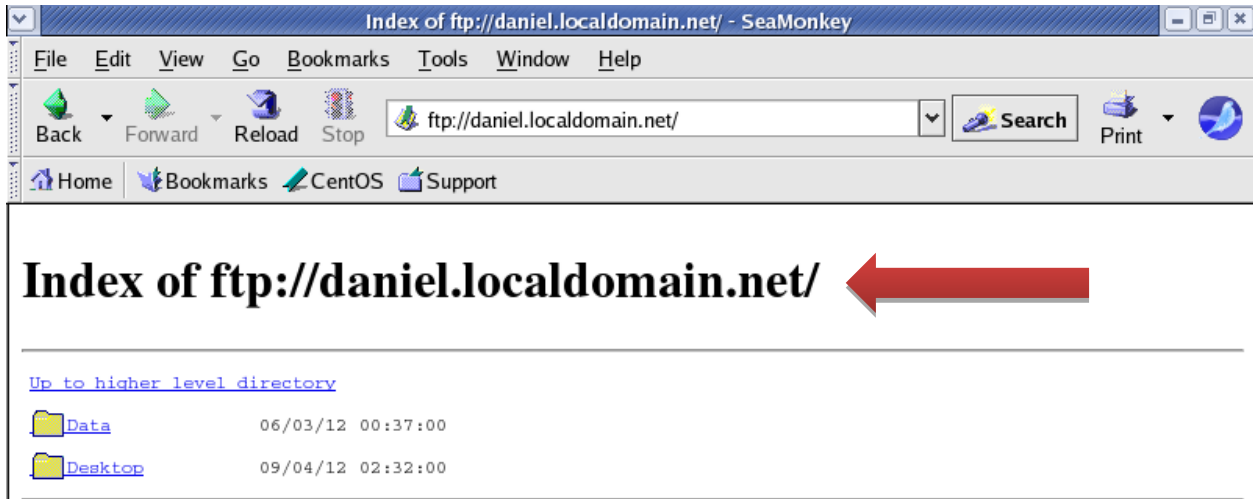 Index of ftp://daniel.localdomain.net/ - SeaMonkey
File Edit View Go Bookmarks Tools Window Help
Back Forward Reload Stop ftp://daniel.localdomain.net/ Search Print
Home Bookmarks CentOS Support
Index of ftp://daniel.localdomain.net/
Up to higher level directory
Data 06/03/12 00:37:00
Desktop 09/04/12 02:32:00